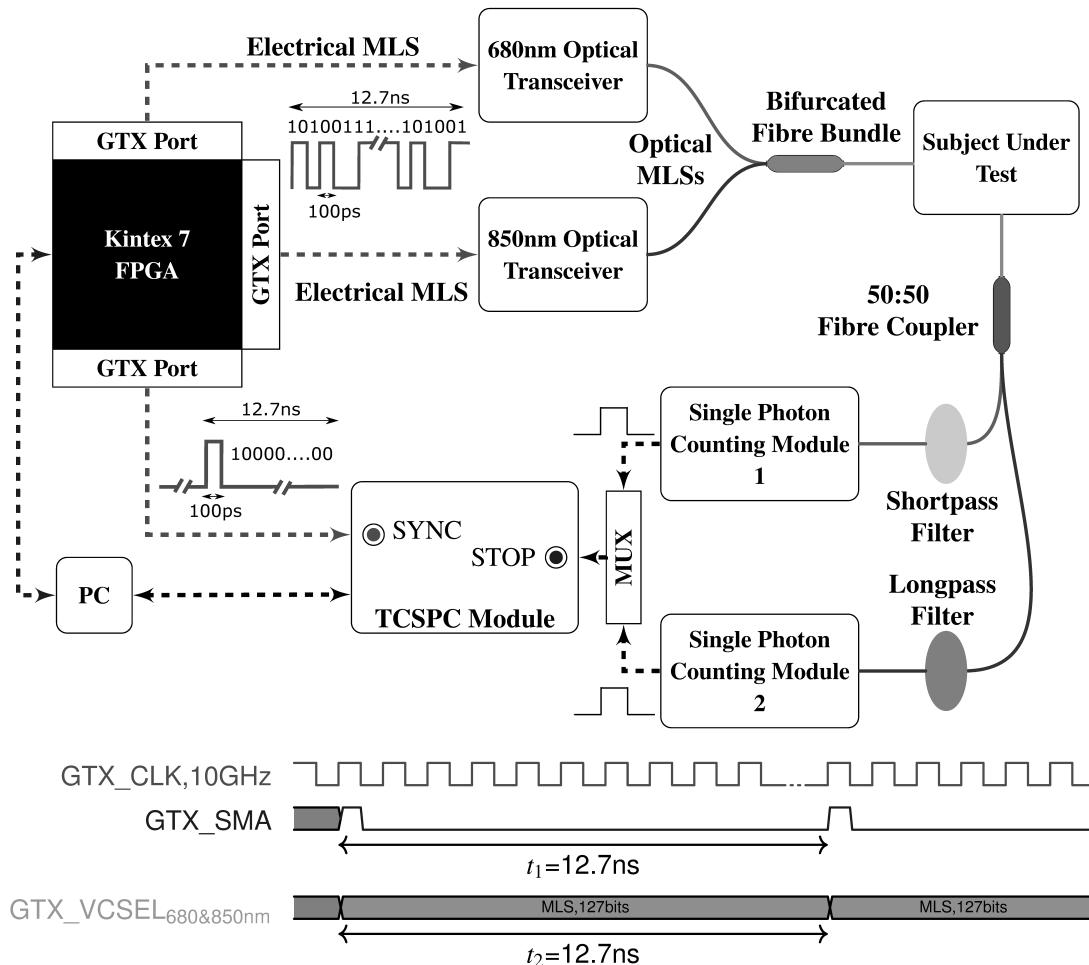 Electrical MLS
680nm Optical
Transceiver
12.7ns
10100111....101001
100ps
Bifurcated
Fibre Bundle
Optical
MLSs
Subject Under
Test
GTX Port
Kintex 7
FPGA
GTX Port
GTX Port
850nm Optical
Transceiver
Electrical MLS
50:50
Fibre Coupler
12.7ns
10000....00
100ps
Single Photon
Counting Module
1
Shortpass
Filter
SYNC
STOP
TCSPC Module
MUX
PC
Longpass
Filter
Single Photon
Counting Module
2
GTX_CLK,10GHz
GTX_SMA
t1=12.7ns
GTX_VCSEL680&850nm
MLS,127bits
MLS,127bits
t2=12.7ns